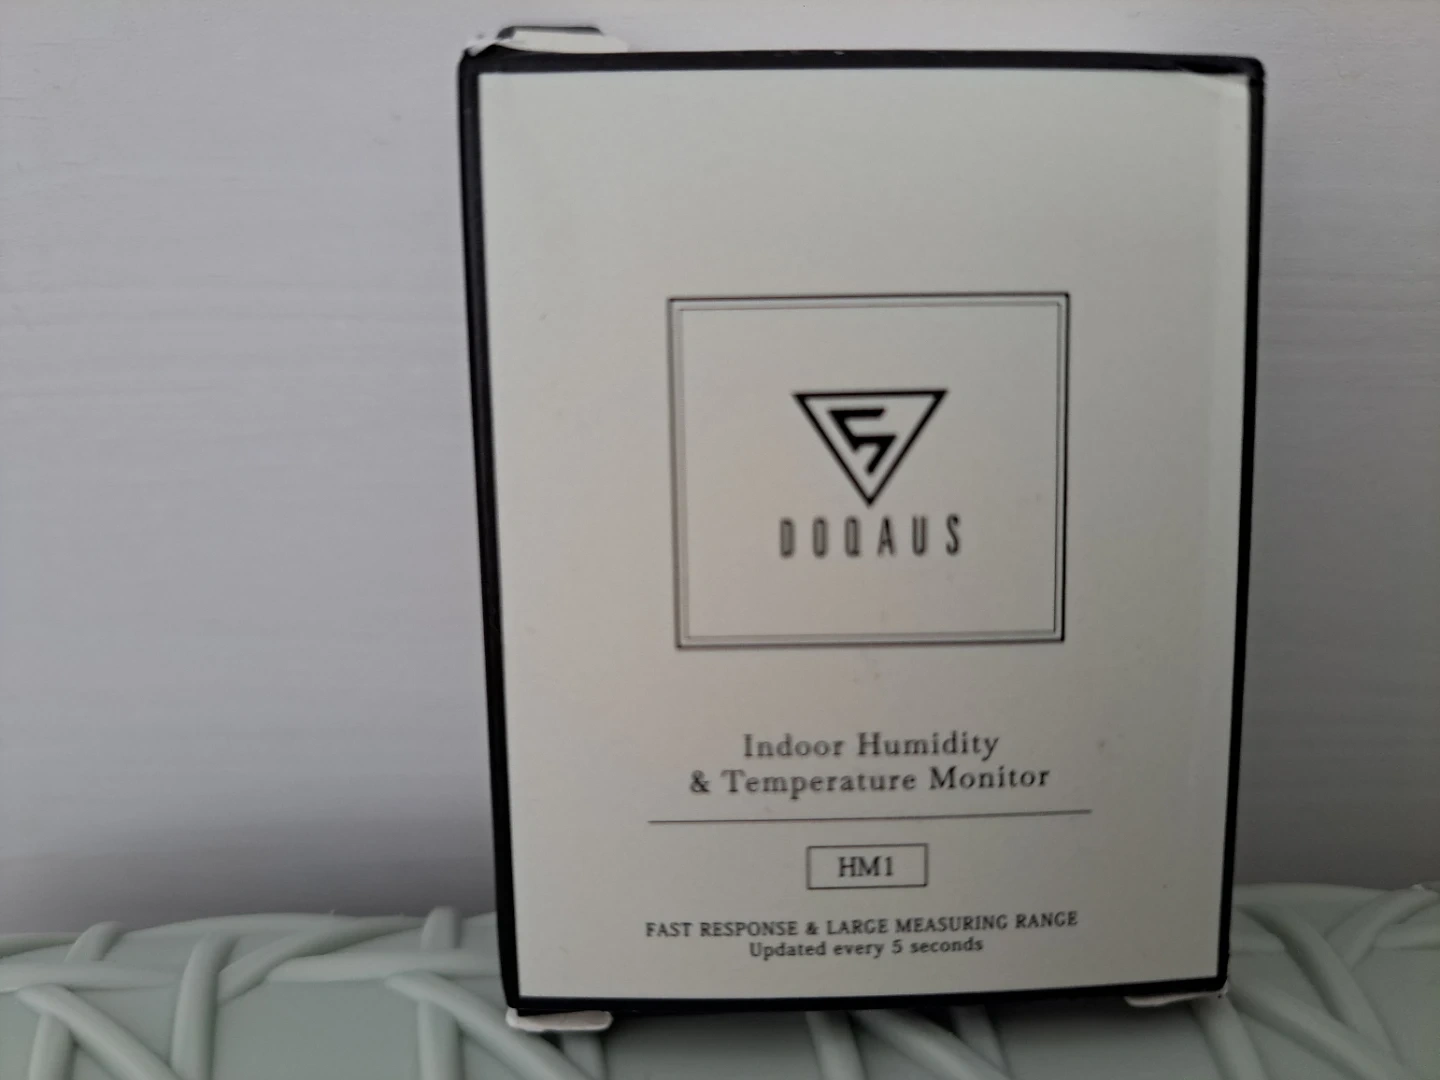 DOQAUS
Indoor Humidity
& Temperature Monitor
HM1
FAST RESPONSE & LARGE MEASURING RANGE
Updated every 5 seconds